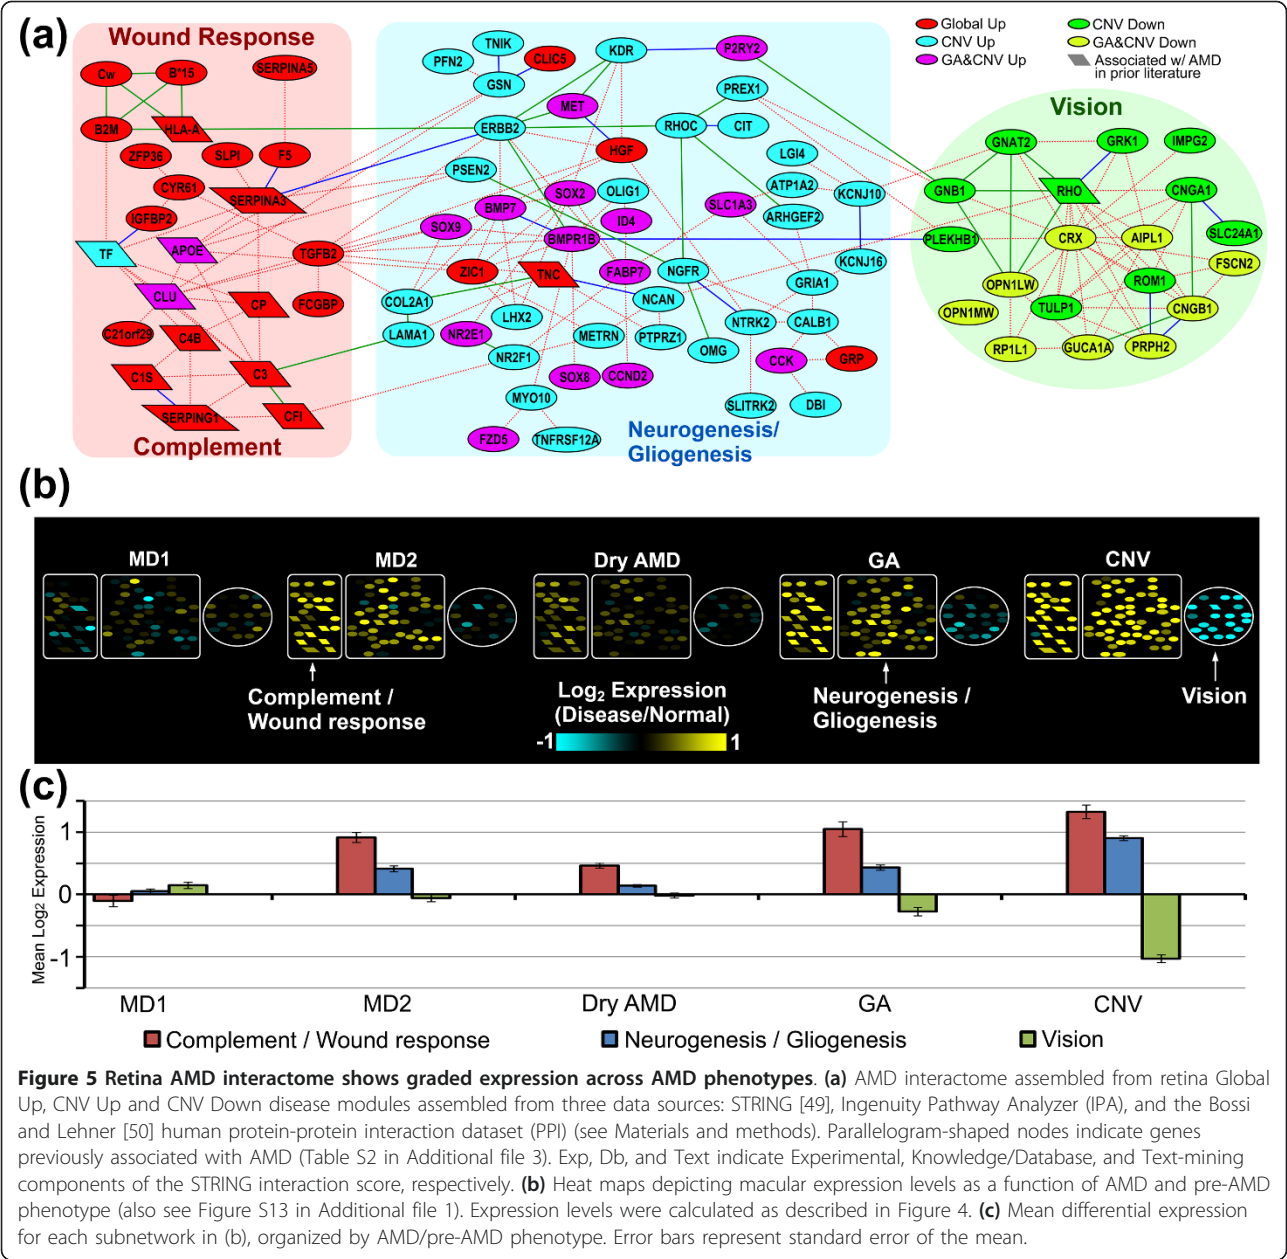 (a)
Wound Response
Global Up
CNV Up
GA&CNV Up
CNV Down
GA&CNV Down
Associated w/ AMD
in prior literature
Cw
B*15
SERPINA5
B2M
HLA-A
ZFP36
SLPI
F5
CYR61
SERPINA3
IGFBP2
TF
APOE
TGFB2
CLU
CP
FCGBP
C21orf29
C4B
C1S
C3
SERPING1
CFI
Complement
TNIK
PFN2
CLIC5
GSN
KDR
P2RY2
MET
PREX1
ERBB2
RHOC
CIT
HGF
LGI4
PSEN2
SOX2
OLIG1
ATP1A2
KCNJ10
BMP7
SLC1A3
ID4
ARHGEF2
SOX9
BMPR1B
ZIC1
TNC
FABP7
NGFR
KCNJ16
COL2A1
NCAN
GRIA1
LHX2
LAMA1
NR2E1
METRN
PTPRZ1
NTRK2
CALB1
NR2F1
OMG
CCK
GRP
SOX8
CCND2
MYO10
SLITRK2
DBI
FZD5
TNFRSF12A
Neurogenesis/
Gliogenesis
Vision
GNAT2
GRK1
IMPG2
GNB1
RHO
CNGA1
PLEKHB1
CRX
AIPL1
SLC24A1
FSCN2
OPN1LW
ROM1
OPN1MW
TULP1
CNGB1
RP1L1
GUCA1A
PRPH2
(b)
MD1
MD2
Dry AMD
GA
CNV
Complement /
Wound response
Log2 Expression
(Disease/Normal)
-1
1
Neurogenesis /
Gliogenesis
Vision
(c)
Mean Log2 Expression
1
0
-1
MD1
MD2
Dry AMD
GA
CNV
Complement / Wound response
Neurogenesis / Gliogenesis
Vision
Figure 5 Retina AMD interactome shows graded expression across AMD phenotypes. (a) AMD interactome assembled from retina Global
Up, CNV Up and CNV Down disease modules assembled from three data sources: STRING [49], Ingenuity Pathway Analyzer (IPA), and the Bossi
and Lehner [50] human protein-protein interaction dataset (PPI) (see Materials and methods). Parallelogram-shaped nodes indicate genes
previously associated with AMD (Table S2 in Additional file 3). Exp, Db, and Text indicate Experimental, Knowledge/Database, and Text-mining
components of the STRING interaction score, respectively. (b) Heat maps depicting macular expression levels as a function of AMD and pre-AMD
phenotype (also see Figure S13 in Additional file 1). Expression levels were calculated as described in Figure 4. (c) Mean differential expression
for each subnetwork in (b), organized by AMD/pre-AMD phenotype. Error bars represent standard error of the mean.